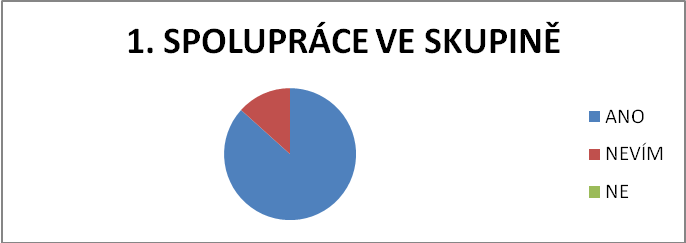 1. SPOLUPRÁCE VE SKUPINĚ
ANO
NEVÍM
NE